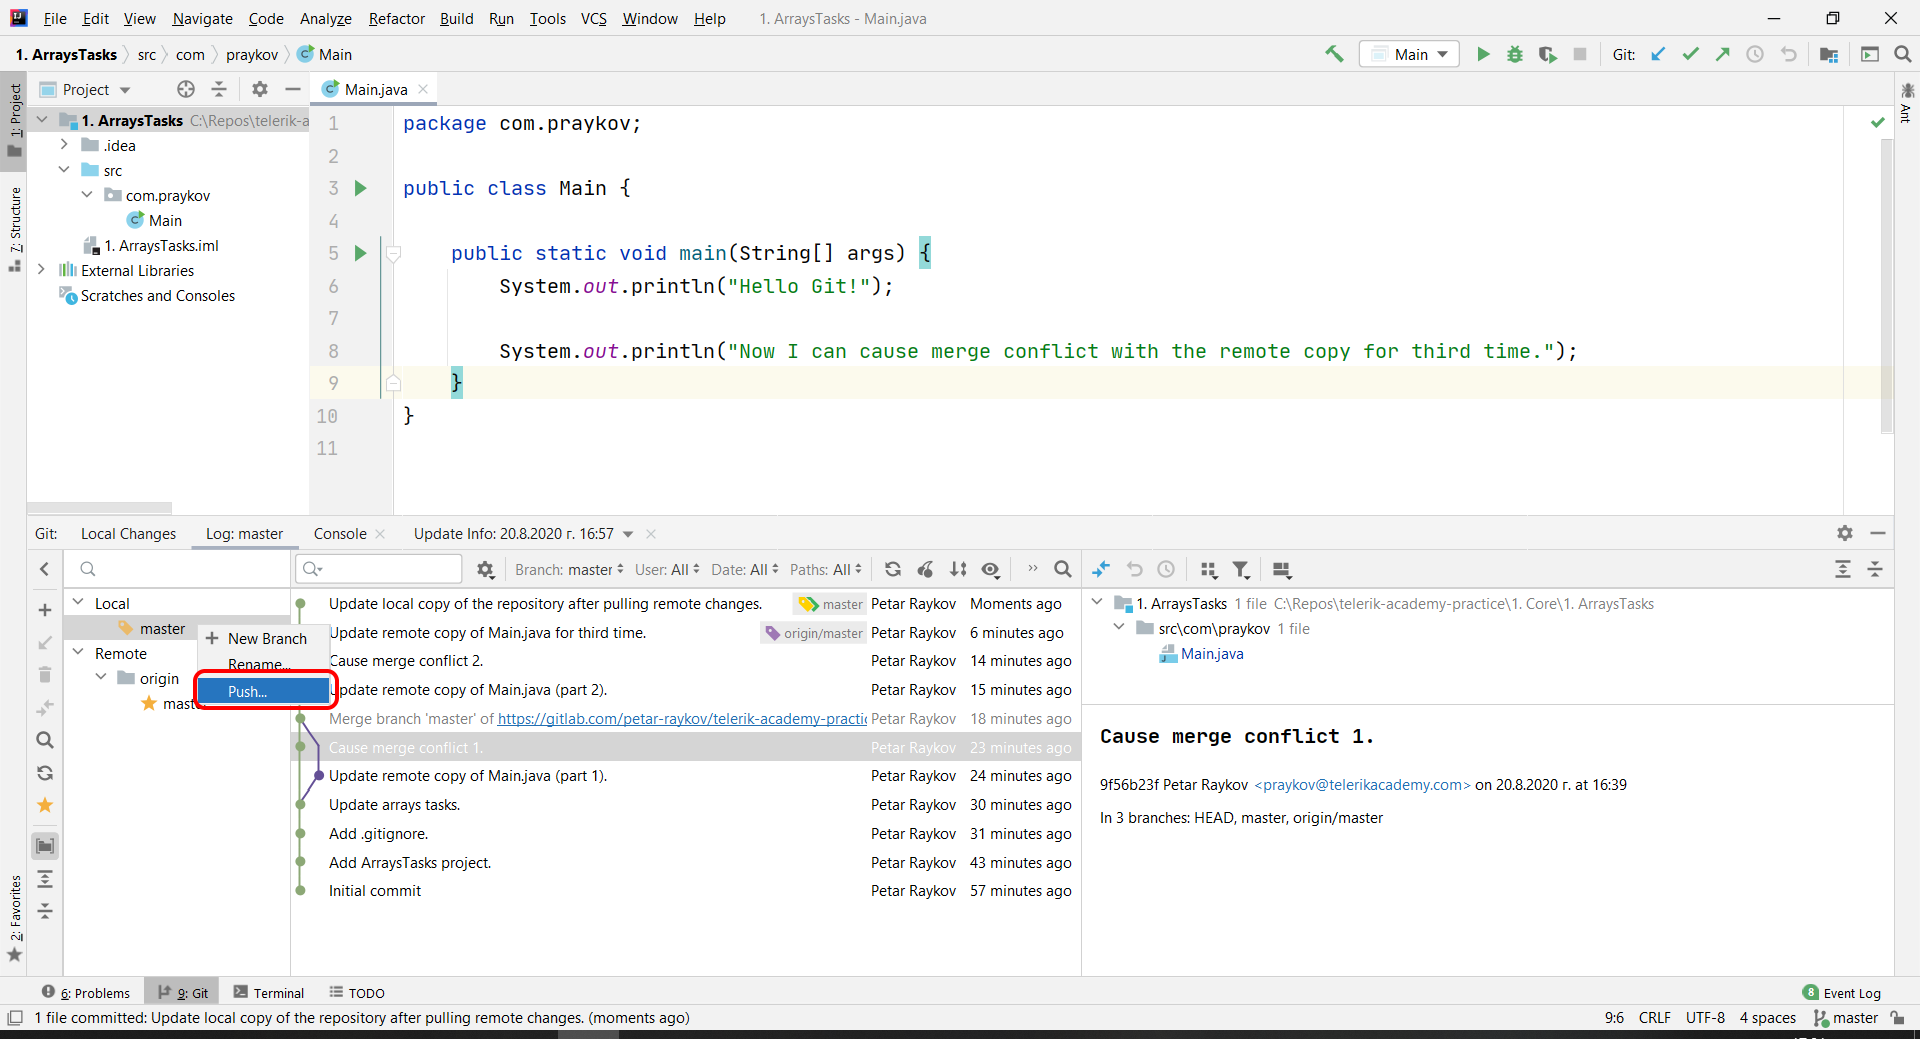 File Edit View Navigate Code Analyze Refactor Build Run Tools VCS Window Help 1. ArraysTasks - Main.java
1. ArraysTasks src com praykov Main
Main
Git:
1: Project
7: Structure
2: Favorites
Ant
Project
Main.java
1. ArraysTasks C:\Repos\telerik-a
.idea
src
com.praykov
Main
1. ArraysTasks.iml
External Libraries
Scratches and Consoles
1 package com.praykov;
2
3 public class Main {
4
5 public static void main(String[] args) {
6 System.out.println("Hello Git!");
7
8 System.out.println("Now I can cause merge conflict with the remote copy for third time.");
9 }
10 }
11
Git: Local Changes Log: master Console Update Info: 20.8.2020 г. 16:57
Branch: master User: All Date: All Paths: All
Local
master
Remote
origin
New Branch
Rename...
Push...
Update local copy of the repository after pulling remote changes. master Petar Raykov Moments ago
Update remote copy of Main.java for third time. origin/master Petar Raykov 6 minutes ago
Cause merge conflict 2. Petar Raykov 14 minutes ago
Update remote copy of Main.java (part 2). Petar Raykov 15 minutes ago
Merge branch 'master' of https://gitlab.com/petar-raykov/telerik-academy-practi Petar Raykov 18 minutes ago
Cause merge conflict 1. Petar Raykov 23 minutes ago
Update remote copy of Main.java (part 1). Petar Raykov 24 minutes ago
Update arrays tasks. Petar Raykov 30 minutes ago
Add .gitignore. Petar Raykov 31 minutes ago
Add ArraysTasks project. Petar Raykov 43 minutes ago
Initial commit Petar Raykov 57 minutes ago
1. ArraysTasks 1 file C:\Repos\telerik-academy-practice\1. Core\1. ArraysTasks
src\com\praykov 1 file
Main.java
Cause merge conflict 1.
9f56b23f Petar Raykov <praykov@telerikacademy.com> on 20.8.2020 г. at 16:39
In 3 branches: HEAD, master, origin/master
6: Problems 9: Git Terminal TODO 8 Event Log
1 file committed: Update local copy of the repository after pulling remote changes. (moments ago) 9:6 CRLF UTF-8 4 spaces master